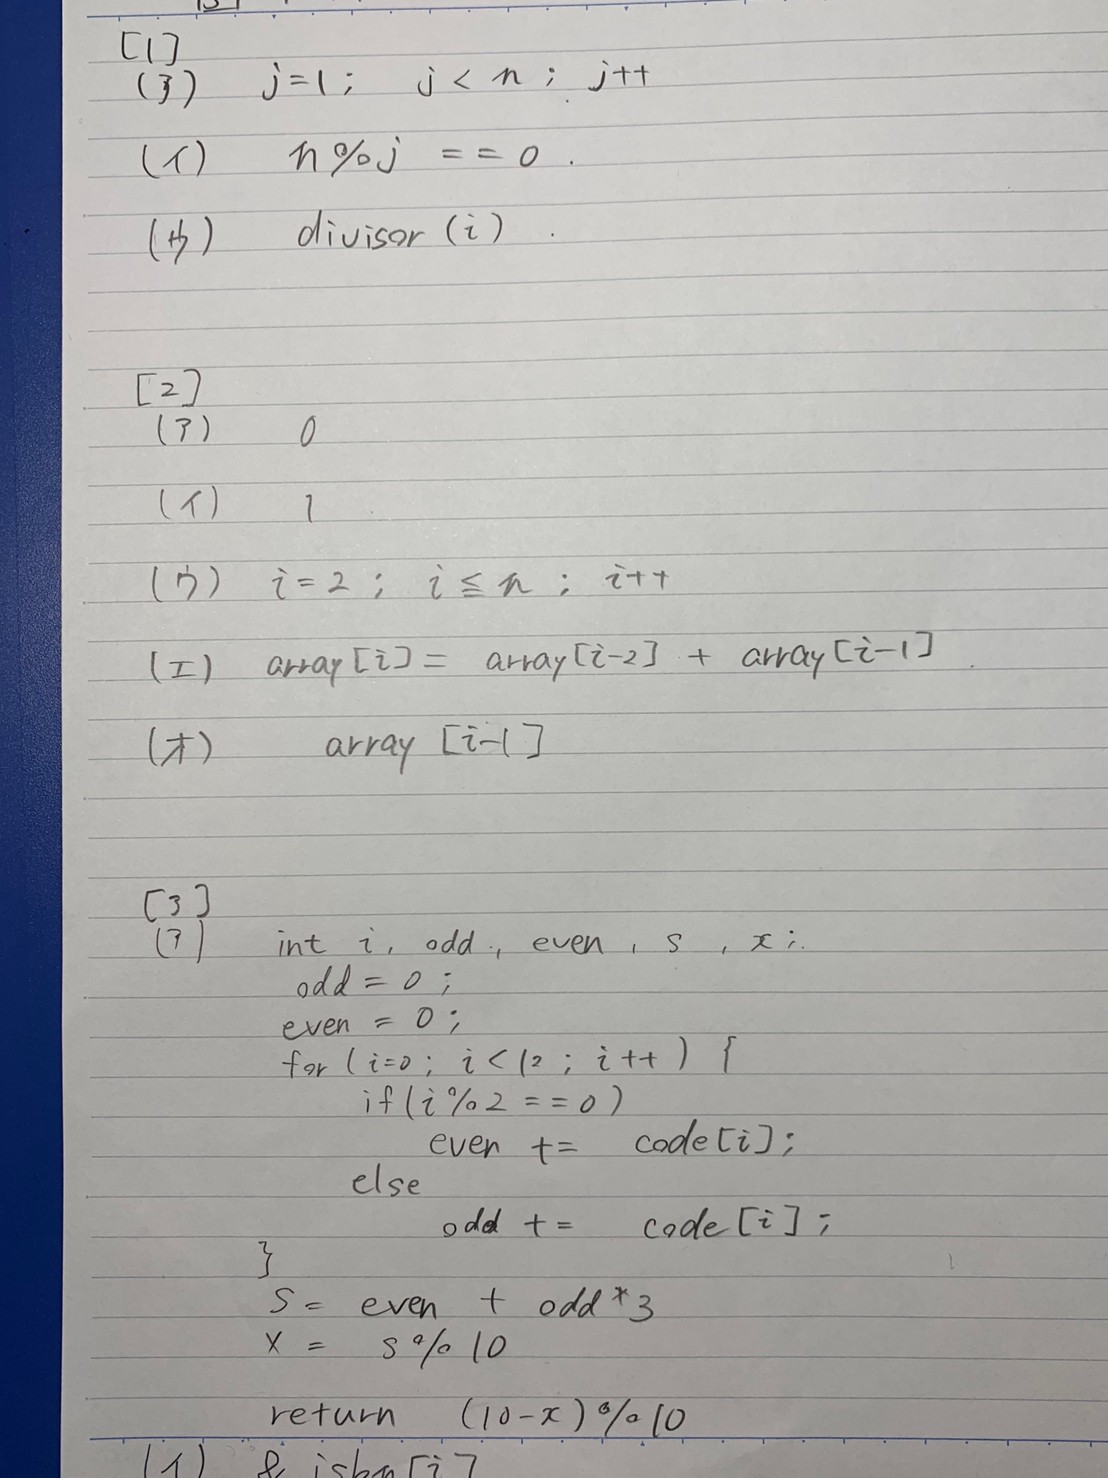 [1]
(ア) j=1; j < n ; j++
(イ) n%j == 0 .
(ウ) divisor (i) .
[2]
(ア) 0
(イ) 1
(ウ) i = 2 ; i ≦ n ; i++
(エ) array[i] = array[i-2] + array[i-1]
(オ) array [i-1]
[3]
(ア) int i, odd, even, s, x;
odd = 0 ;
even = 0 ;
for (i=0; i<12; i++) {
if(i%2 == 0)
even += code[i];
else
odd += code[i];
}
s = even + odd*3
x = s%10
return (10-x)%10
(イ) & isbn[i]